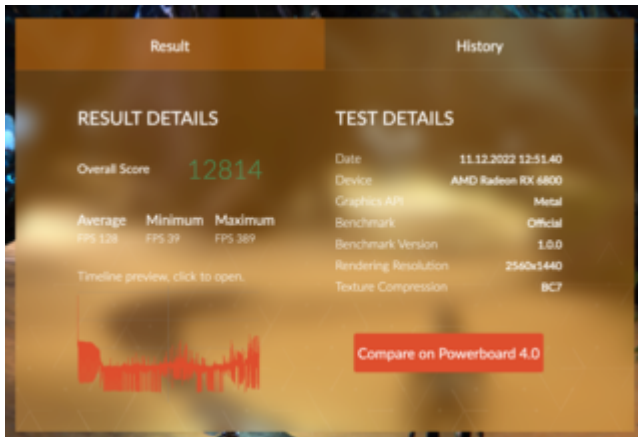 Result
History
RESULT DETAILS
Overall Score 12814
Average Minimum Maximum
FPS 128 FPS 39 FPS 389
Timeline preview, click to open.
TEST DETAILS
Date 11.12.2022 12:51.40
Device AMD Radeon RX 6800
Graphics API Metal
Benchmark Official
Benchmark Version 1.0.0
Rendering Resolution 2560x1440
Texture Compression BC7
Compare on Powerboard 4.0